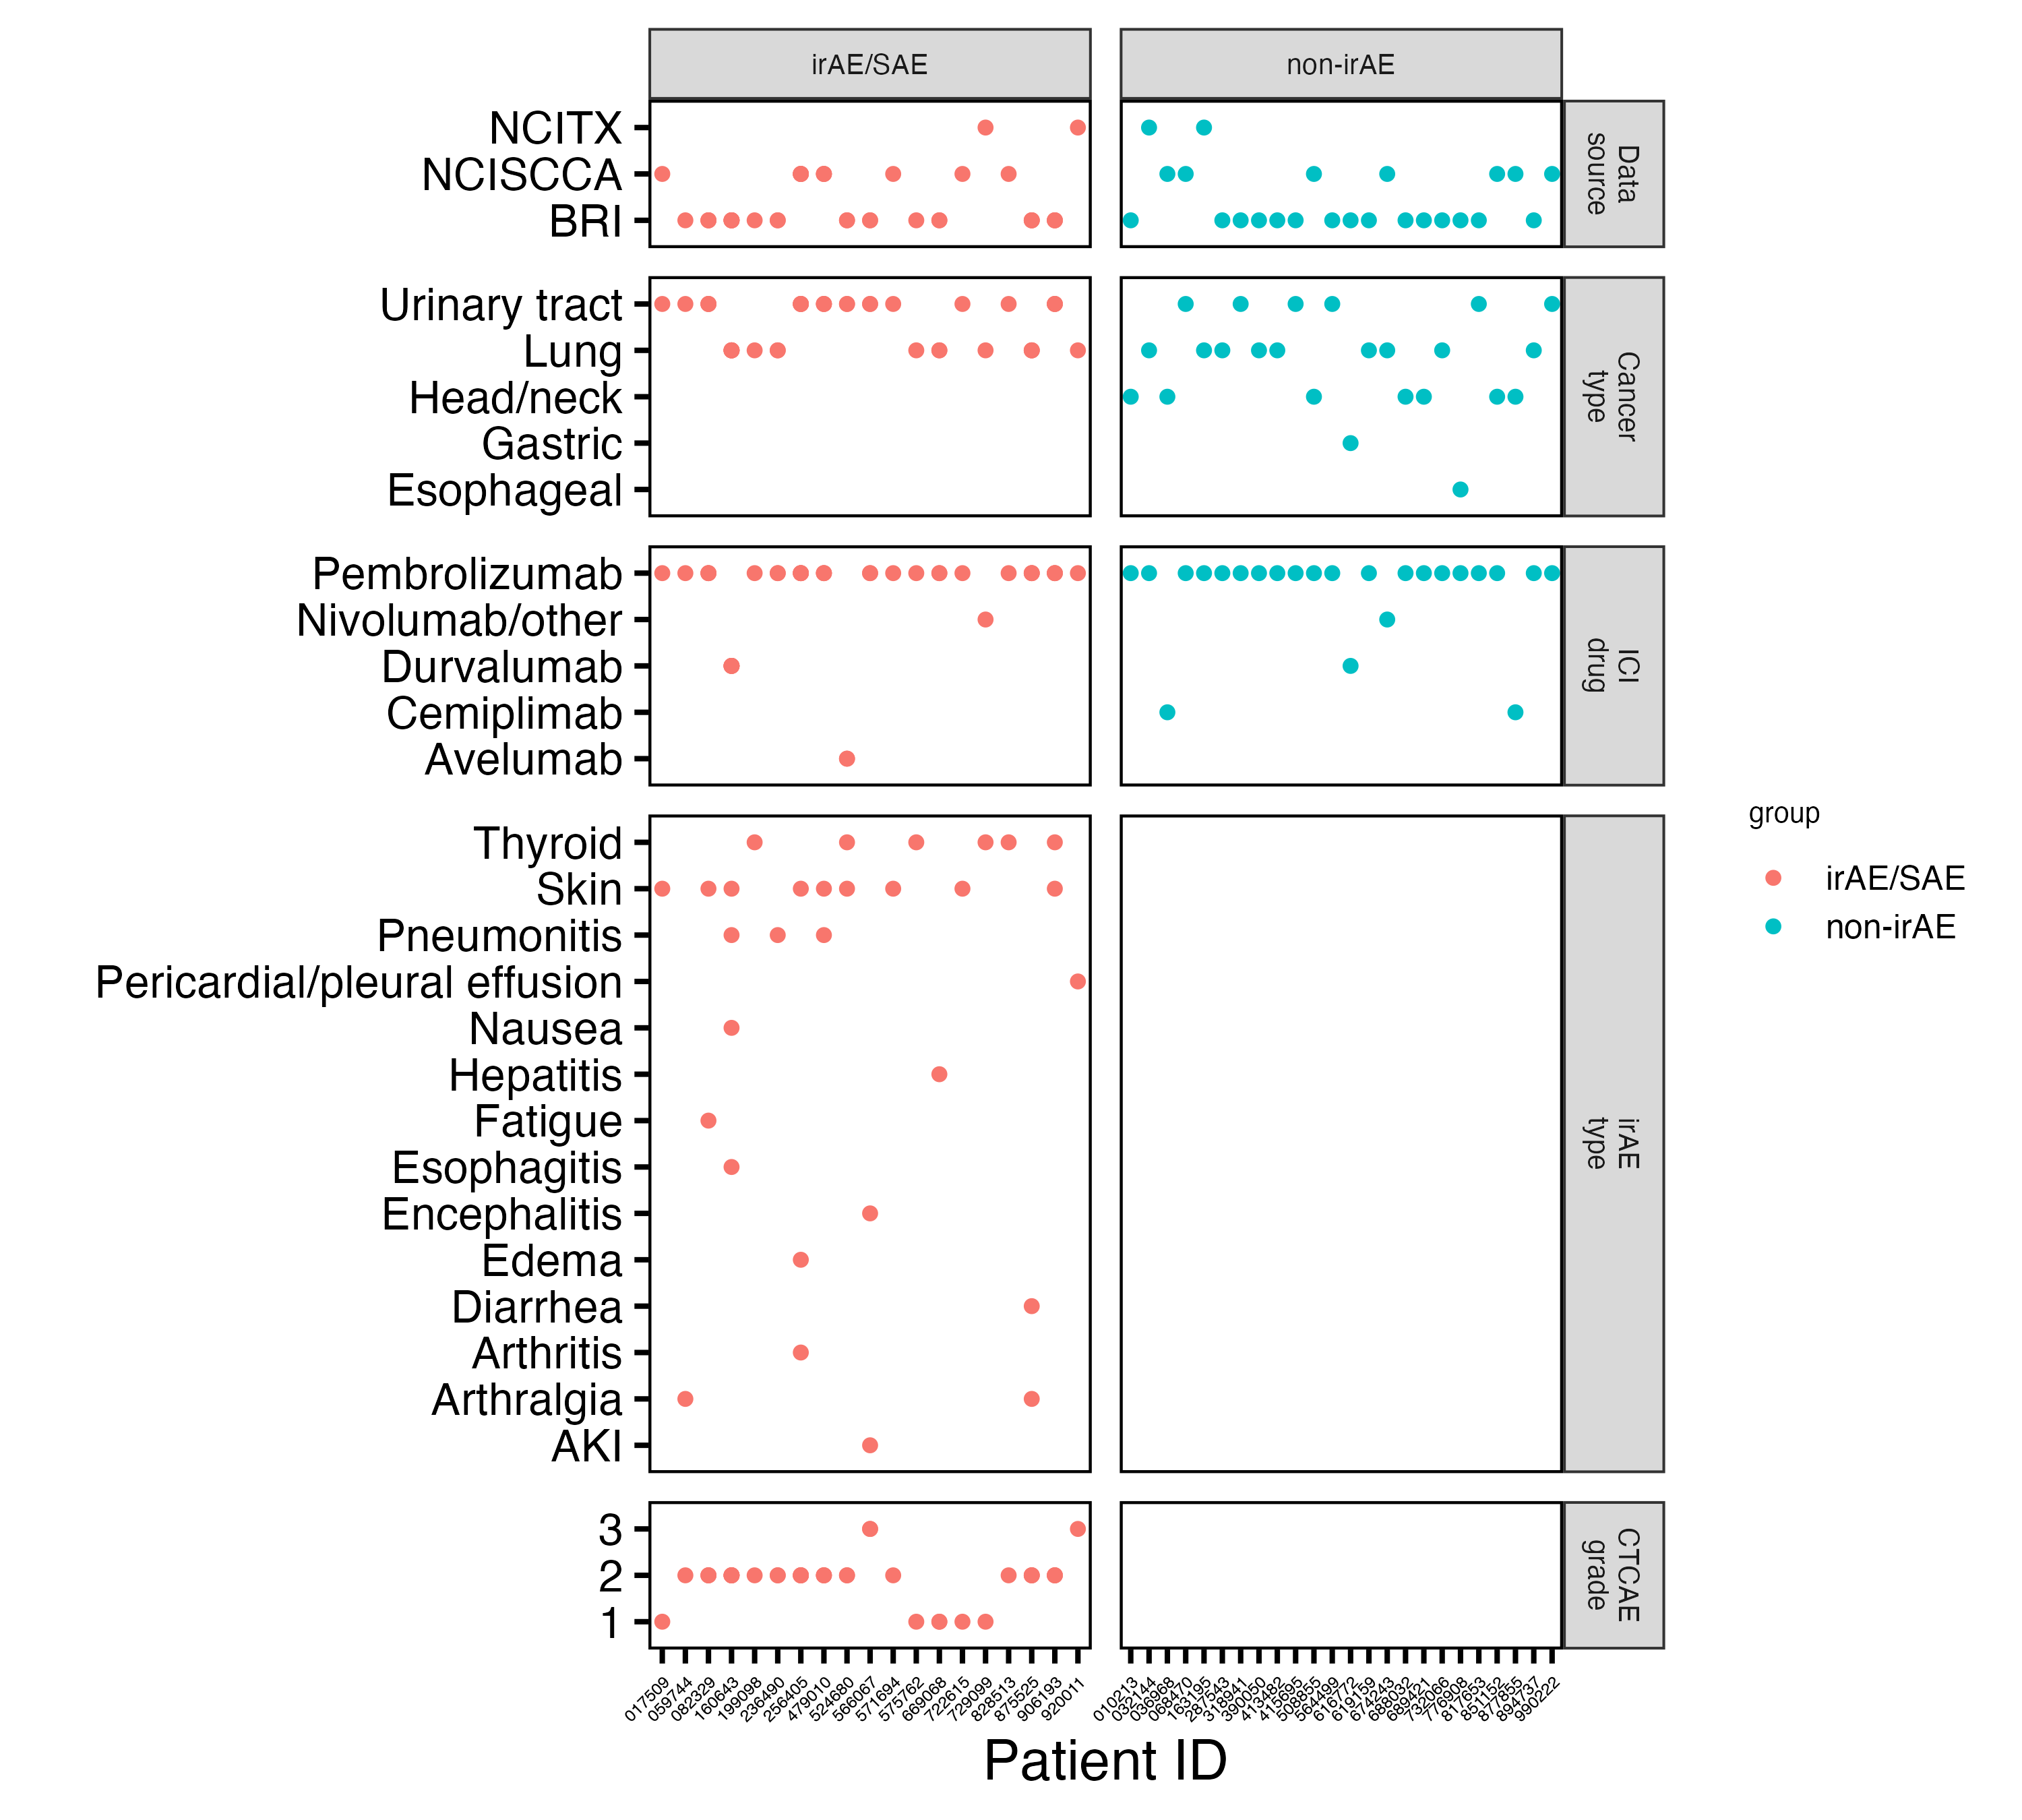 irAE/SAE
non-irAE
NCITX
NCISCCA
BRI
Data
source
Urinary tract
Lung
Head/neck
Gastric
Esophageal
Cancer
type
Pembrolizumab
Nivolumab/other
Durvalumab
Cemiplimab
Avelumab
ICI
drug
Thyroid
Skin
Pneumonitis
Pericardial/pleural effusion
Nausea
Hepatitis
Fatigue
Esophagitis
Encephalitis
Edema
Diarrhea
Arthritis
Arthralgia
AKI
irAE
type
3
2
1
CTCAE
grade
017509
059744
082329
160643
199098
236490
256405
479010
524680
566067
571694
575762
669068
722615
729099
828513
875525
906193
920011
010213
032144
036968
068470
163195
287543
318941
390050
413482
415695
508855
564499
616772
619159
674243
688032
689421
732066
776908
817653
851152
877855
894737
990222
Patient ID
group
irAE/SAE
non-irAE